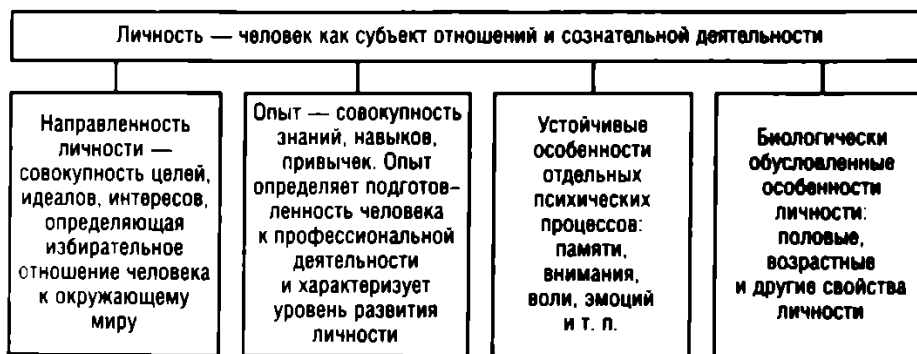 Личность — человек как субъект отношений и сознательной деятельности
Направленность
личности —
совокупность целей,
идеалов, интересов,
определяющая
избирательное
отношение человека
к окружающему
миру
Опыт — совокупность
знаний, навыков,
привычек. Опыт
определяет подготов-
ленность человека
к профессиональной
деятельности
и характеризует
уровень развития
личности
Устойчивые
особенности
отдельных
психических
процессов:
памяти,
внимания,
воли, эмоций
и т. п.
Биологически
обусловленные
особенности
личности:
половые,
возрастные
и другие свойства
личности